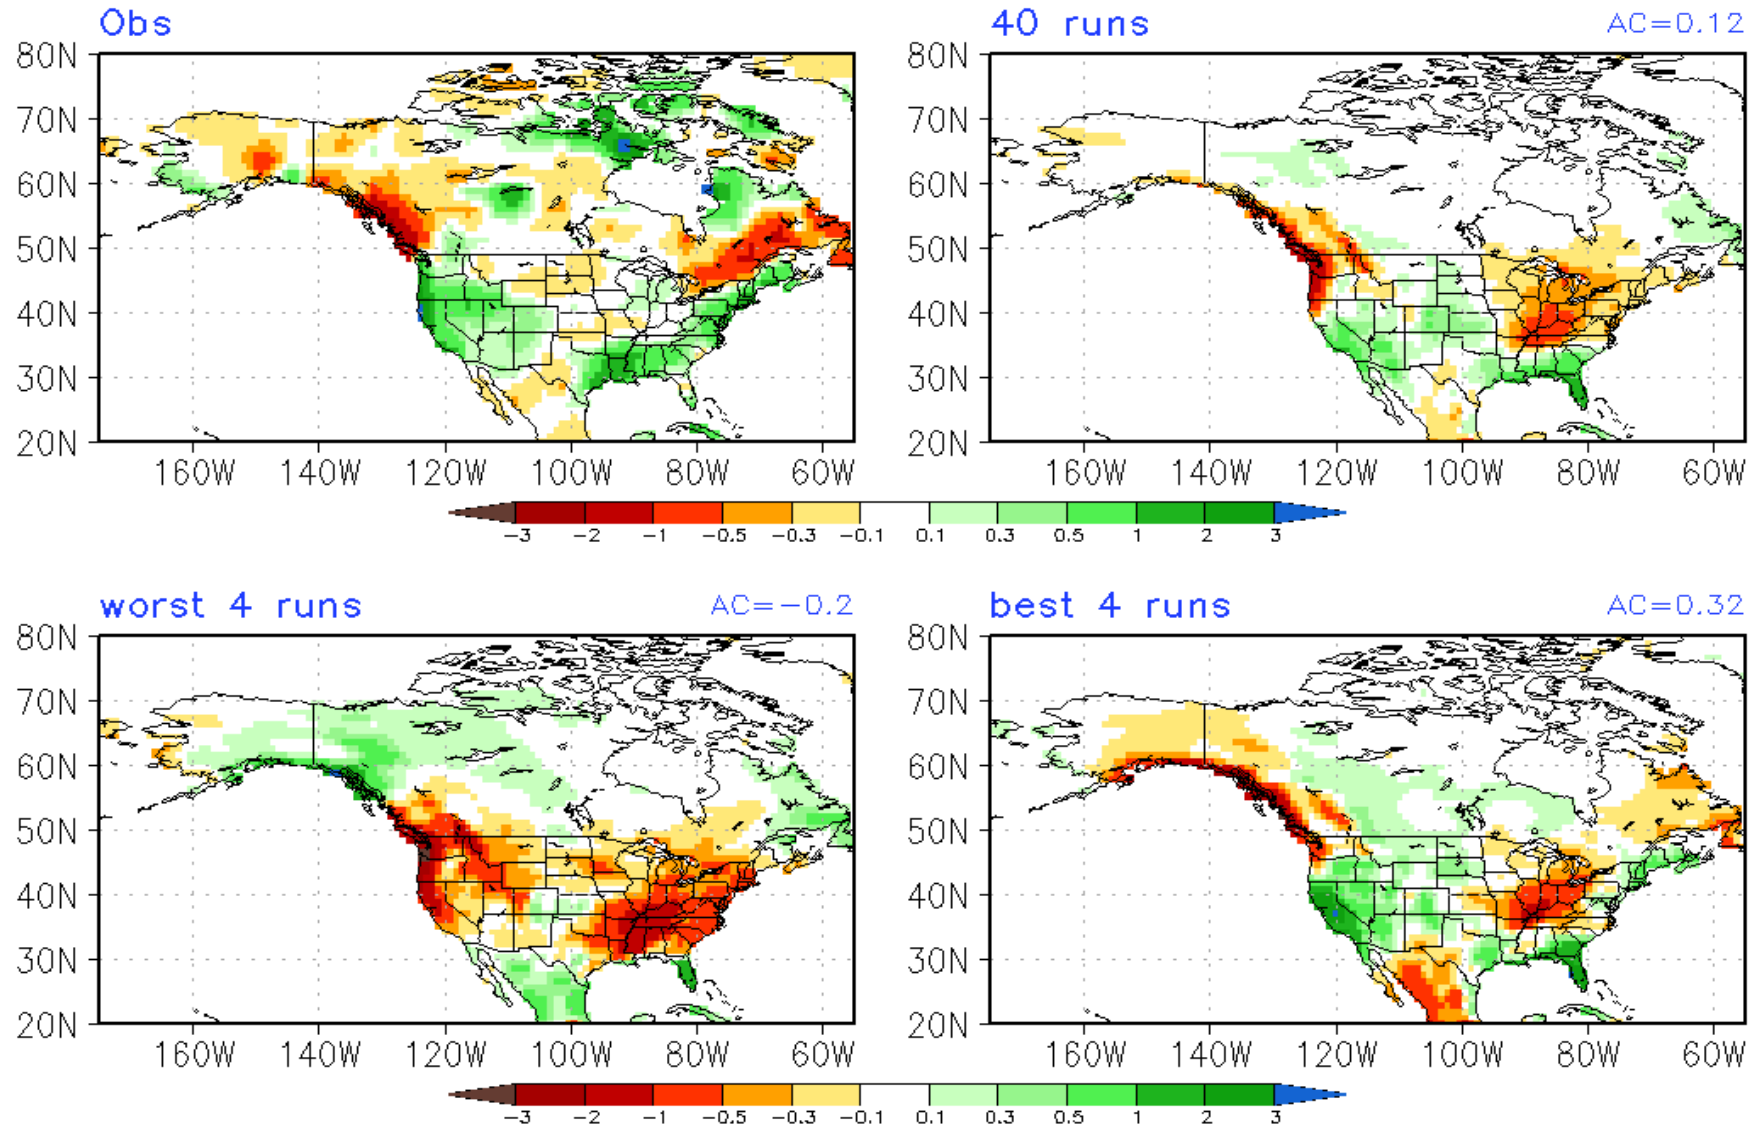 Obs
40 runs AC=0.12
80N 80N
70N 70N
60N 60N
50N 50N
40N 40N
30N 30N
20N 20N
160W 140W 120W 100W 80W 60W 160W 140W 120W 100W 80W 60W
-3 -2 -1 -0.5 -0.3 -0.1 0.1 0.3 0.5 1 2 3
worst 4 runs AC=-0.2
best 4 runs AC=0.32
80N 80N
70N 70N
60N 60N
50N 50N
40N 40N
30N 30N
20N 20N
160W 140W 120W 100W 80W 60W 160W 140W 120W 100W 80W 60W
-3 -2 -1 -0.5 -0.3 -0.1 0.1 0.3 0.5 1 2 3